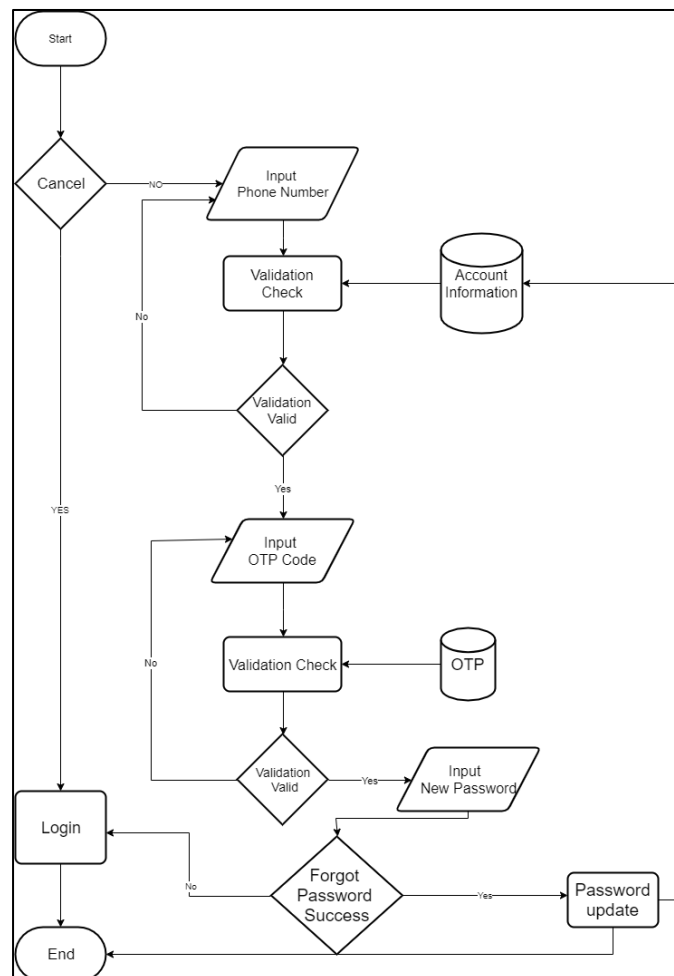 Start
Cancel
NO
Input
Phone Number
Validation
Check
Account
Information
No
Validation
Valid
Yes
YES
Input
OTP Code
No
Validation Check
OTP
Validation
Valid
Yes
Input
New Password
Login
No
Forgot
Password
Success
Yes
Password
update
End